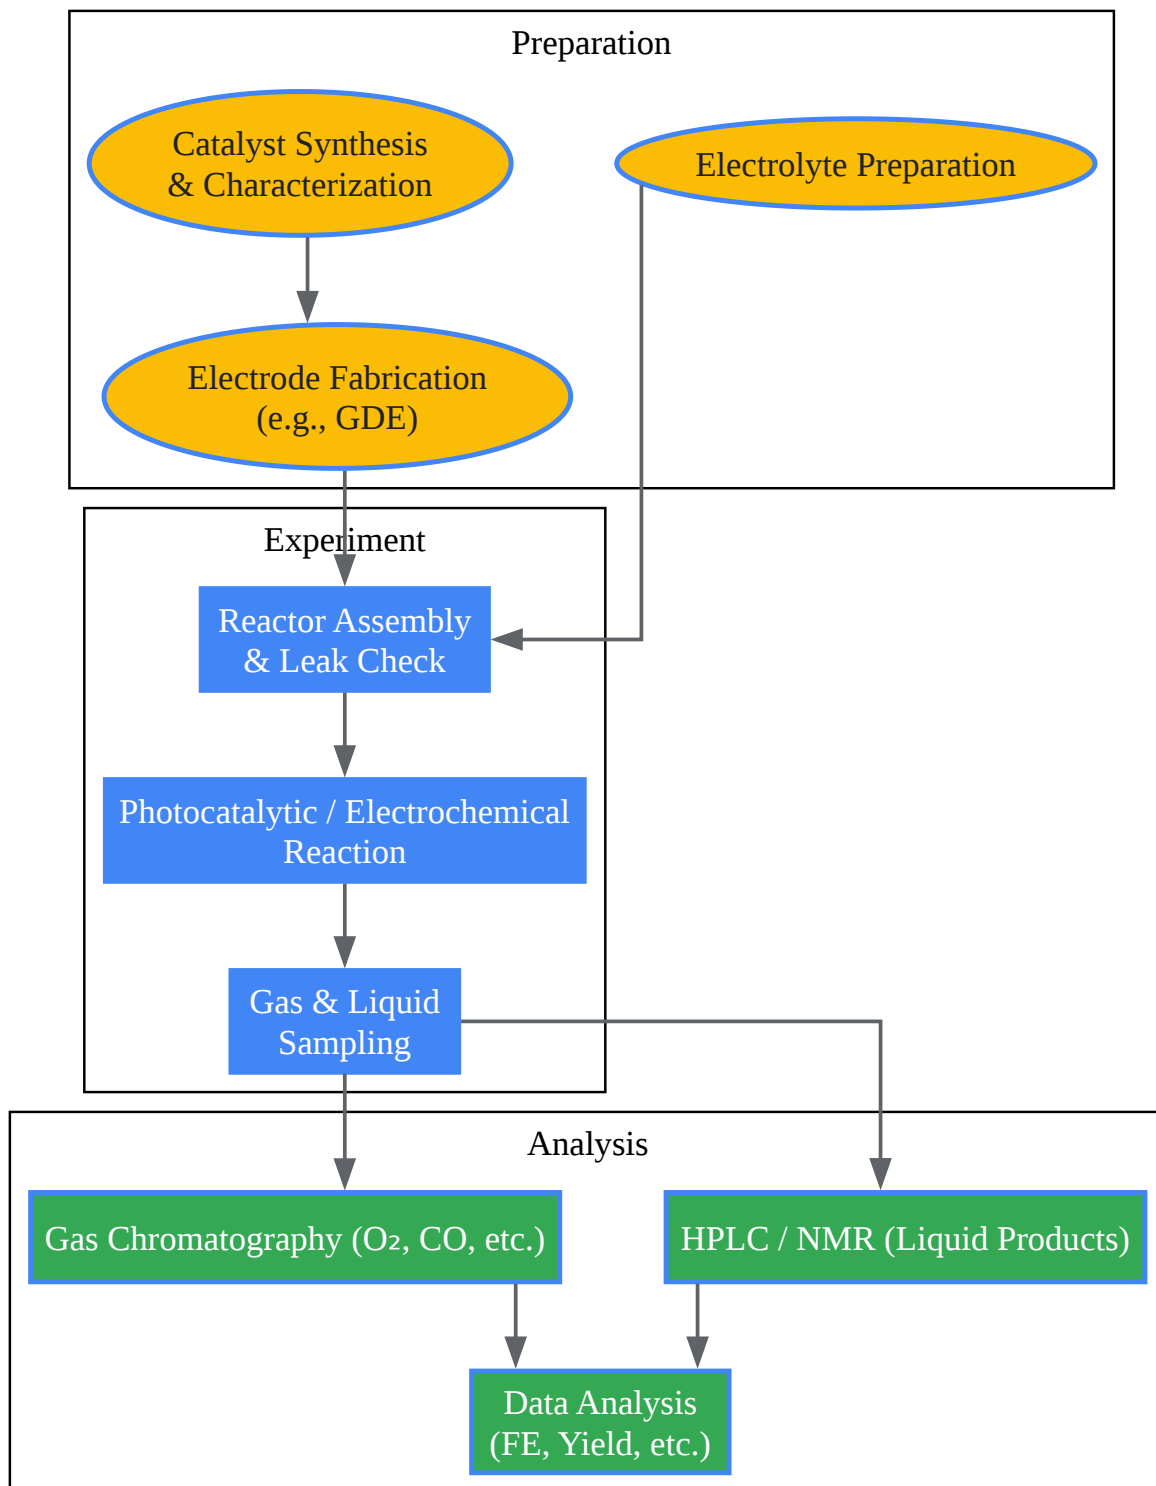 Preparation
Catalyst Synthesis
& Characterization
Electrolyte Preparation
Electrode Fabrication
(e.g., GDE)
Experiment
Reactor Assembly
& Leak Check
Photocatalytic / Electrochemical
Reaction
Gas & Liquid
Sampling
Analysis
Gas Chromatography (O₂, CO, etc.)
HPLC / NMR (Liquid Products)
Data Analysis
(FE, Yield, etc.)